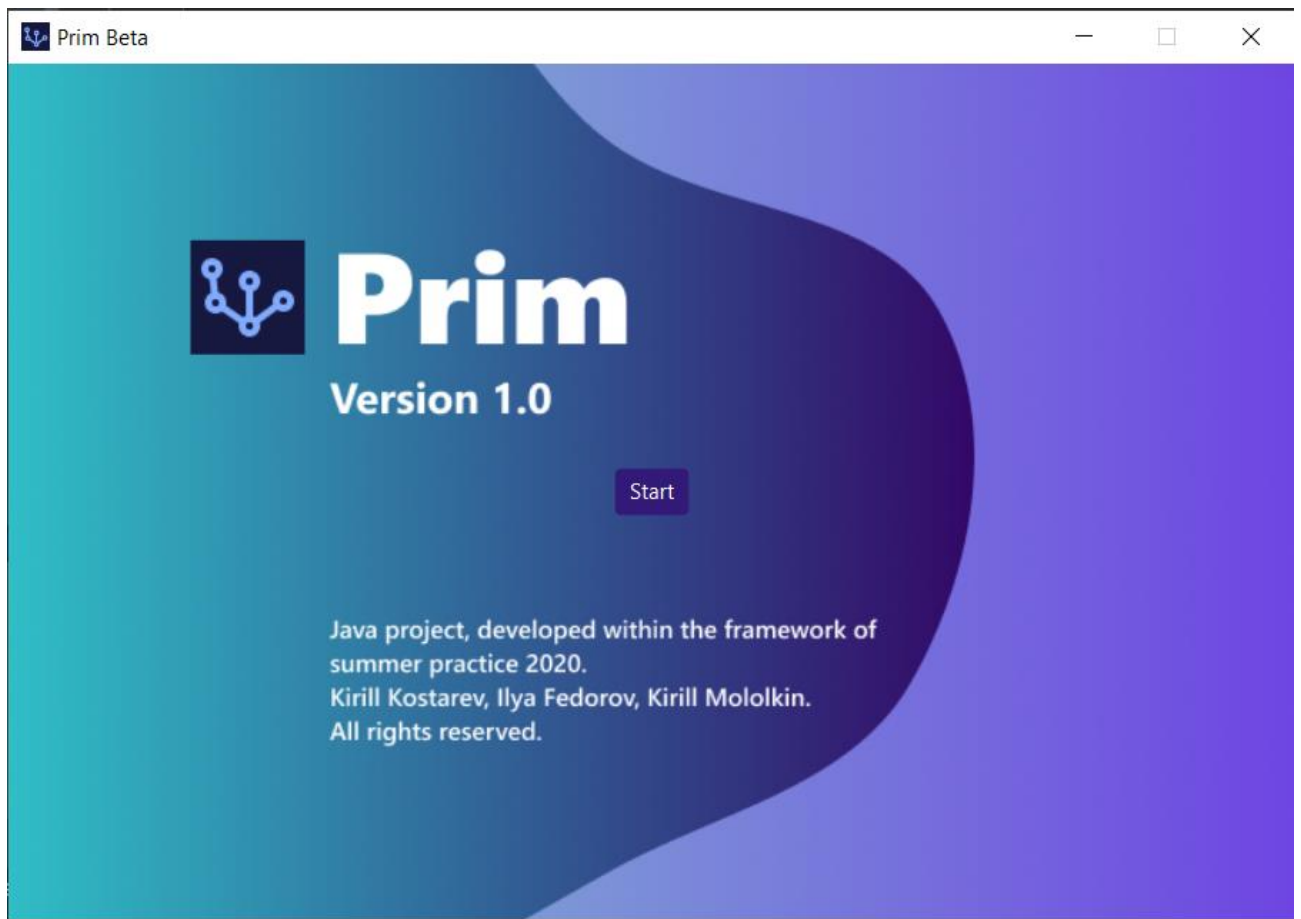 Prim Beta
Prim
Version 1.0
Start
Java project, developed within the framework of
summer practice 2020.
Kirill Kostarev, Ilya Fedorov, Kirill Mololkin.
All rights reserved.